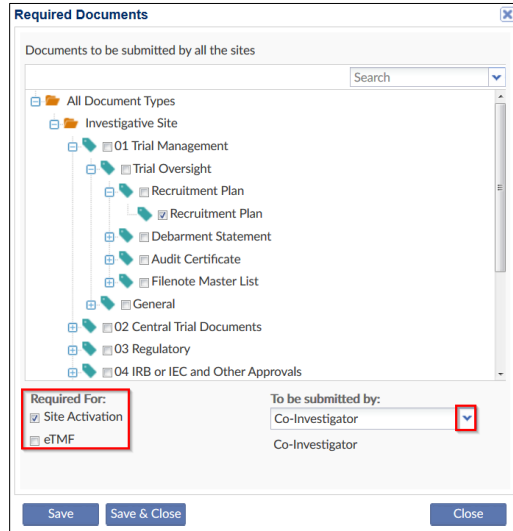 Required Documents
Documents to be submitted by all the sites
Search
All Document Types
Investigative Site
01 Trial Management
Trial Oversight
Recruitment Plan
Recruitment Plan
Debarment Statement
Audit Certificate
Filenote Master List
General
02 Central Trial Documents
03 Regulatory
04 IRB or IEC and Other Approvals
Required For:
Site Activation
eTMF
To be submitted by:
Co-Investigator
Co-Investigator
Save
Save & Close
Close